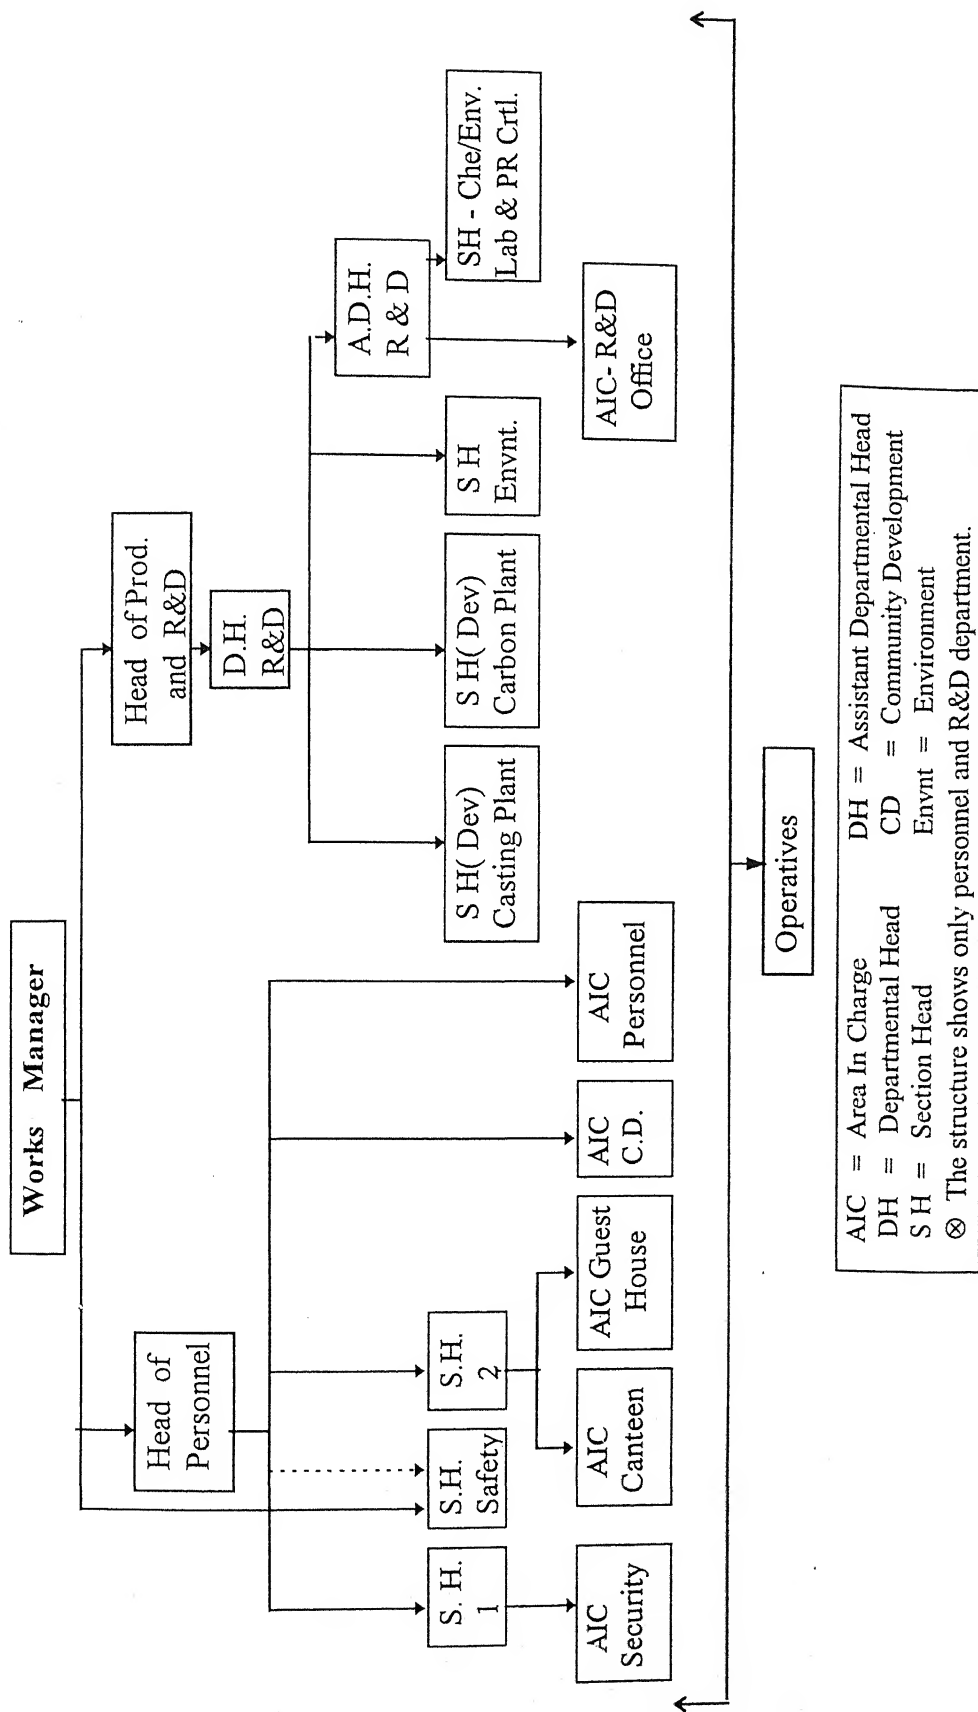 Works Manager
Head of
Personnel
Head of Prod.
and R&D
D.H.
R&D
A.D.H.
R & D
S. H.
1
S.H.
Safety
S.H.
2
S H( Dev)
Casting Plant
S H( Dev)
Carbon Plant
S H
Envnt.
SH - Che/Env.
Lab & PR Crtl.
AIC
Security
AIC
Canteen
AIC Guest
House
AIC
C.D.
AIC
Personnel
AIC- R&D
Office
Operatives
AIC = Area In Charge DH = Assistant Departmental Head
DH = Departmental Head CD = Community Development
S H = Section Head Envnt = Environment
⊗ The structure shows only personnel and R&D department.